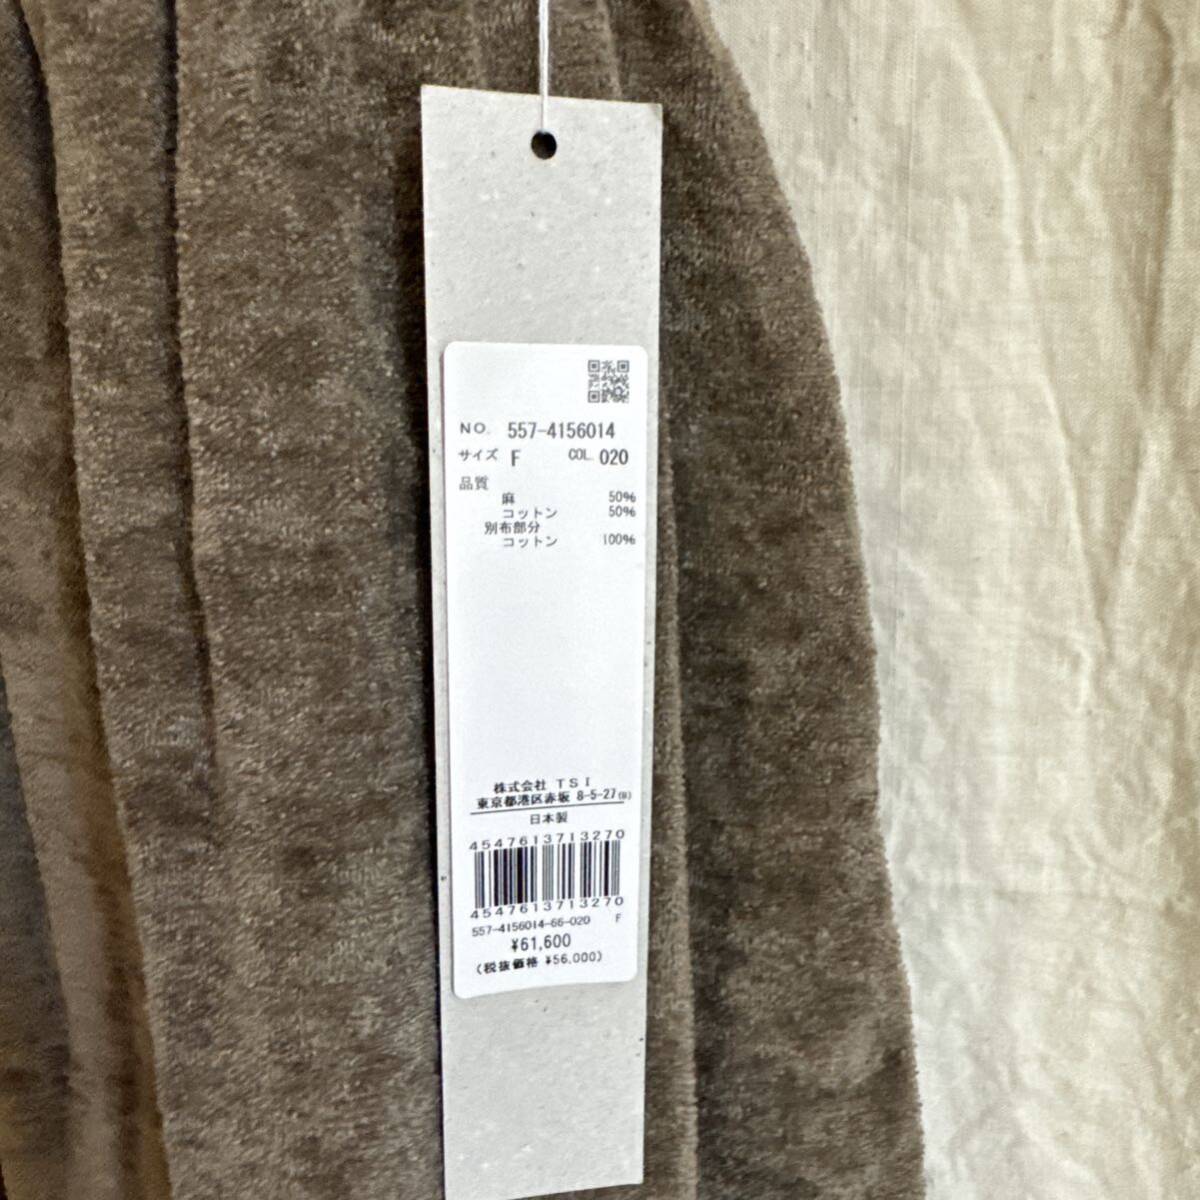 NO. 557-4156014
サイズ F COL. 020
品質
麻 50%
コットン 50%
別布部分
コットン 100%
株式会社 TSI
東京都港区赤坂 8-5-27(B)
日本製
4547613713270
4547613713270
557-4156014-66-020 F
¥61,600
(税抜価格 ¥56,000)